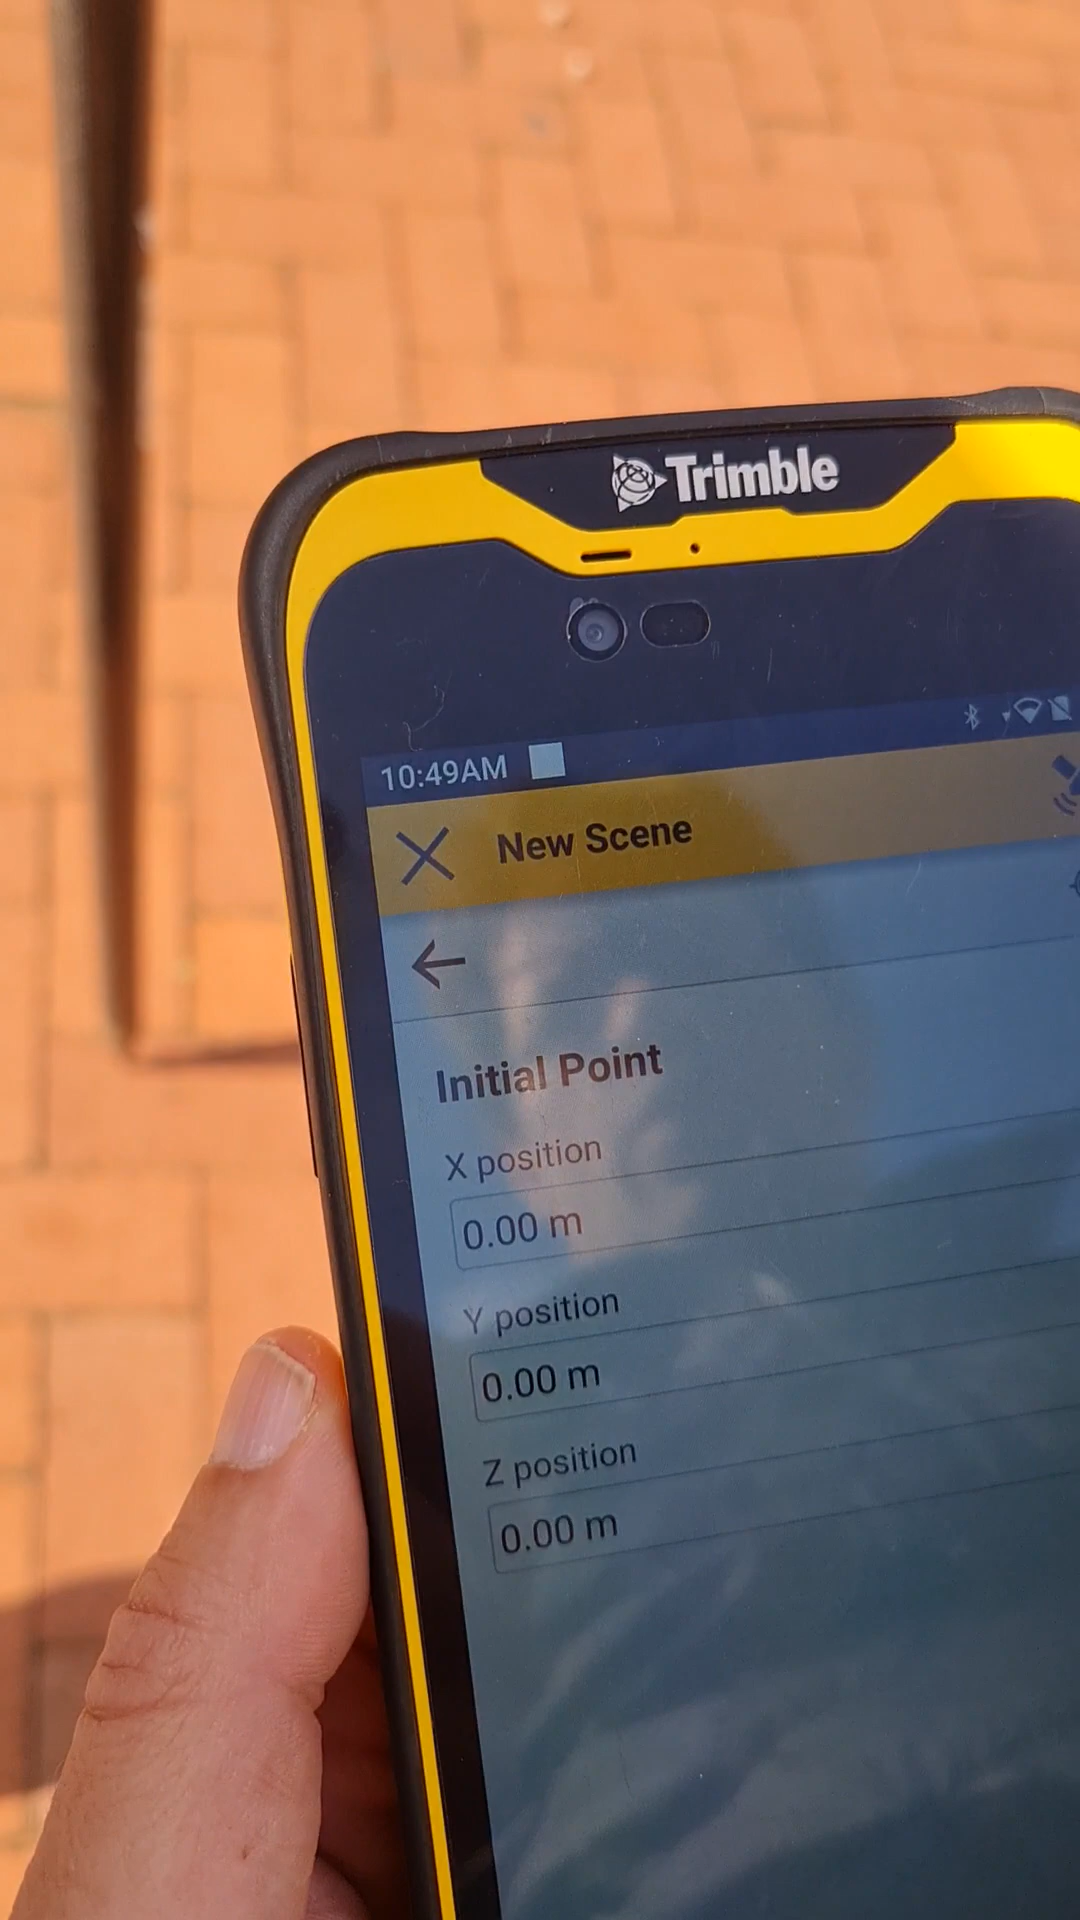 Trimble
10:49AM
New Scene
Initial Point
X position
0.00 m
Y position
0.00 m
Z position
0.00 m